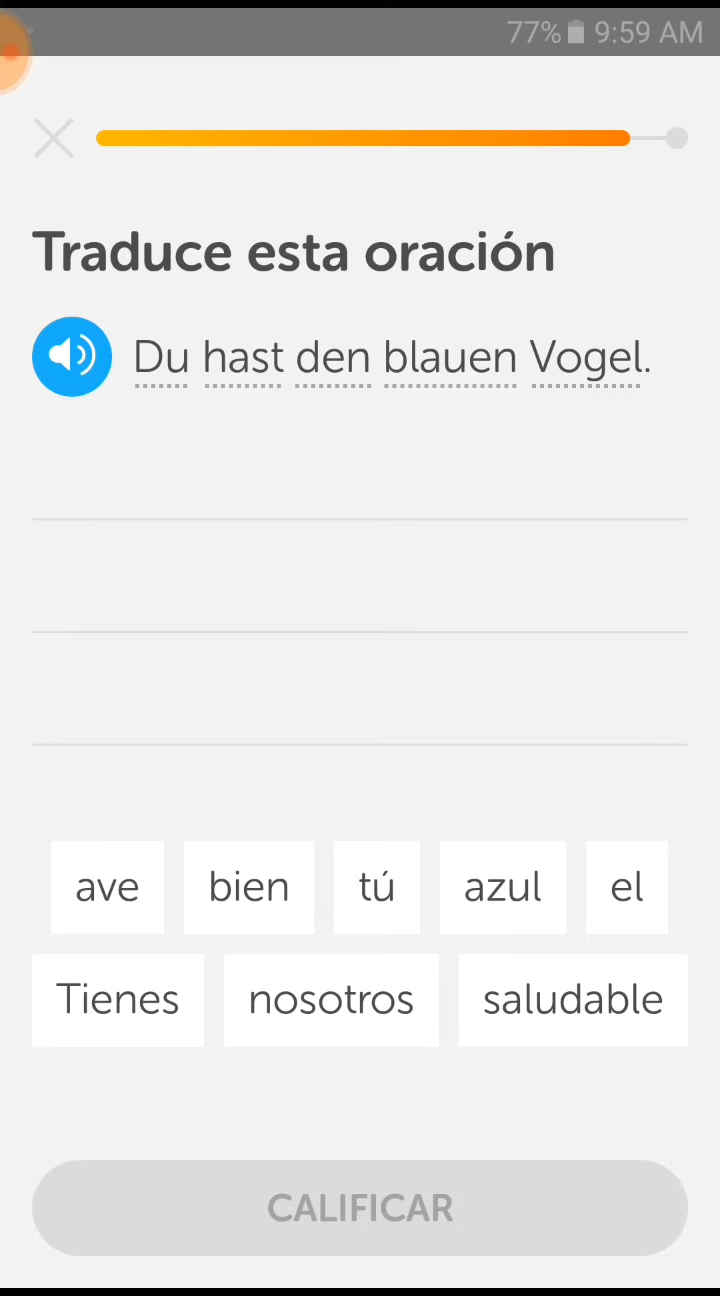 77% 9:59 AM
Traduce esta oración
Du hast den blauen Vogel.
ave bien tú azul el
Tienes nosotros saludable
CALIFICAR